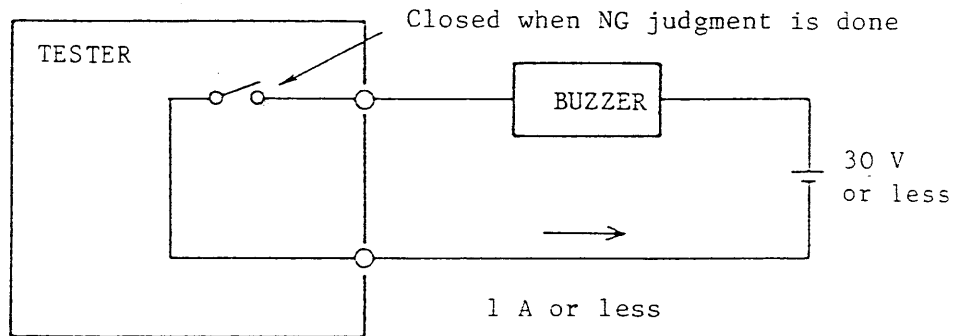 Closed when NG judgment is done
TESTER
BUZZER
30 V
or less
1 A or less